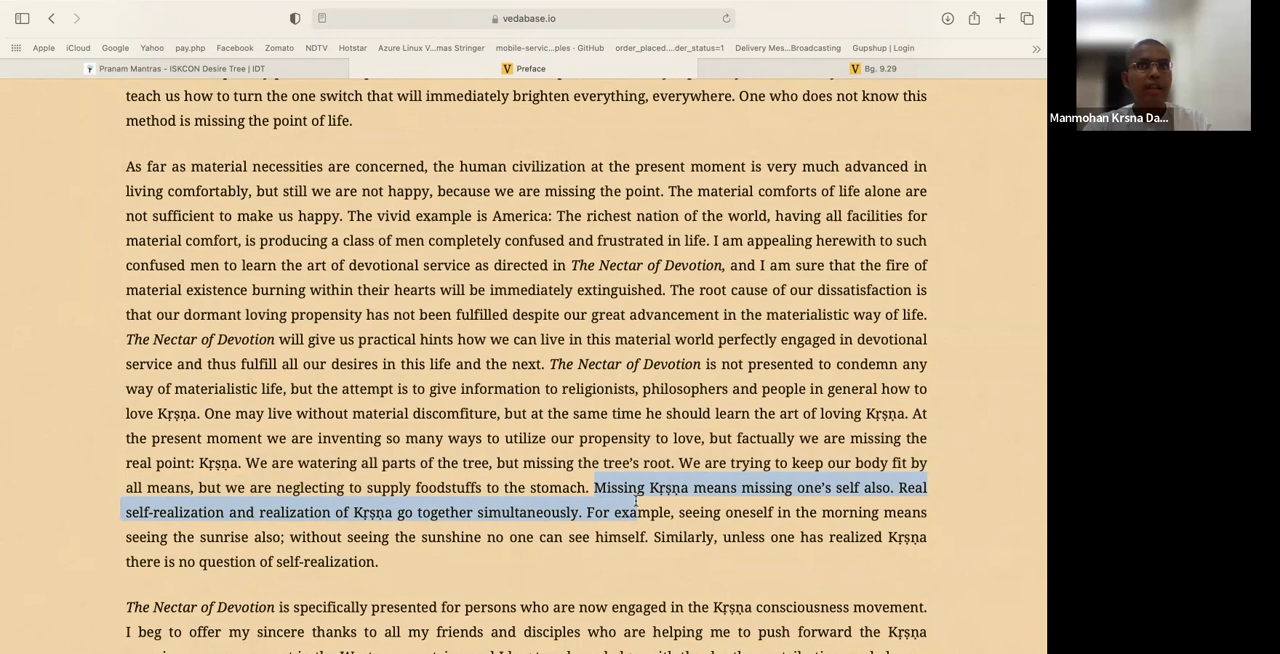 vedabase.io
Apple iCloud Google Yahoo pay.php Facebook Zomato NDTV Hotstar Azure Linux V...mas Stringer mobile-servic...ples · GitHub order_placed....der_status=1 Delivery Mes...Broadcasting Gupshup | Login
Pranam Mantras - ISKCON Desire Tree | IDT
V Preface
V Bg. 9.29
Manmohan Krsna Da...
teach us how to turn the one switch that will immediately brighten everything, everywhere. One who does not know this
method is missing the point of life.
As far as material necessities are concerned, the human civilization at the present moment is very much advanced in
living comfortably, but still we are not happy, because we are missing the point. The material comforts of life alone are
not sufficient to make us happy. The vivid example is America: The richest nation of the world, having all facilities for
material comfort, is producing a class of men completely confused and frustrated in life. I am appealing herewith to such
confused men to learn the art of devotional service as directed in The Nectar of Devotion, and I am sure that the fire of
material existence burning within their hearts will be immediately extinguished. The root cause of our dissatisfaction is
that our dormant loving propensity has not been fulfilled despite our great advancement in the materialistic way of life.
The Nectar of Devotion will give us practical hints how we can live in this material world perfectly engaged in devotional
service and thus fulfill all our desires in this life and the next. The Nectar of Devotion is not presented to condemn any
way of materialistic life, but the attempt is to give information to religionists, philosophers and people in general how to
love Kṛṣṇa. One may live without material discomfiture, but at the same time he should learn the art of loving Kṛṣṇa. At
the present moment we are inventing so many ways to utilize our propensity to love, but factually we are missing the
real point: Kṛṣṇa. We are watering all parts of the tree, but missing the tree's root. We are trying to keep our body fit by
all means, but we are neglecting to supply foodstuffs to the stomach. Missing Kṛṣṇa means missing one's self also. Real
self-realization and realization of Kṛṣṇa go together simultaneously. For example, seeing oneself in the morning means
seeing the sunrise also; without seeing the sunshine no one can see himself. Similarly, unless one has realized Kṛṣṇa
there is no question of self-realization.
The Nectar of Devotion is specifically presented for persons who are now engaged in the Kṛṣṇa consciousness movement.
I beg to offer my sincere thanks to all my friends and disciples who are helping me to push forward the Kṛṣṇa